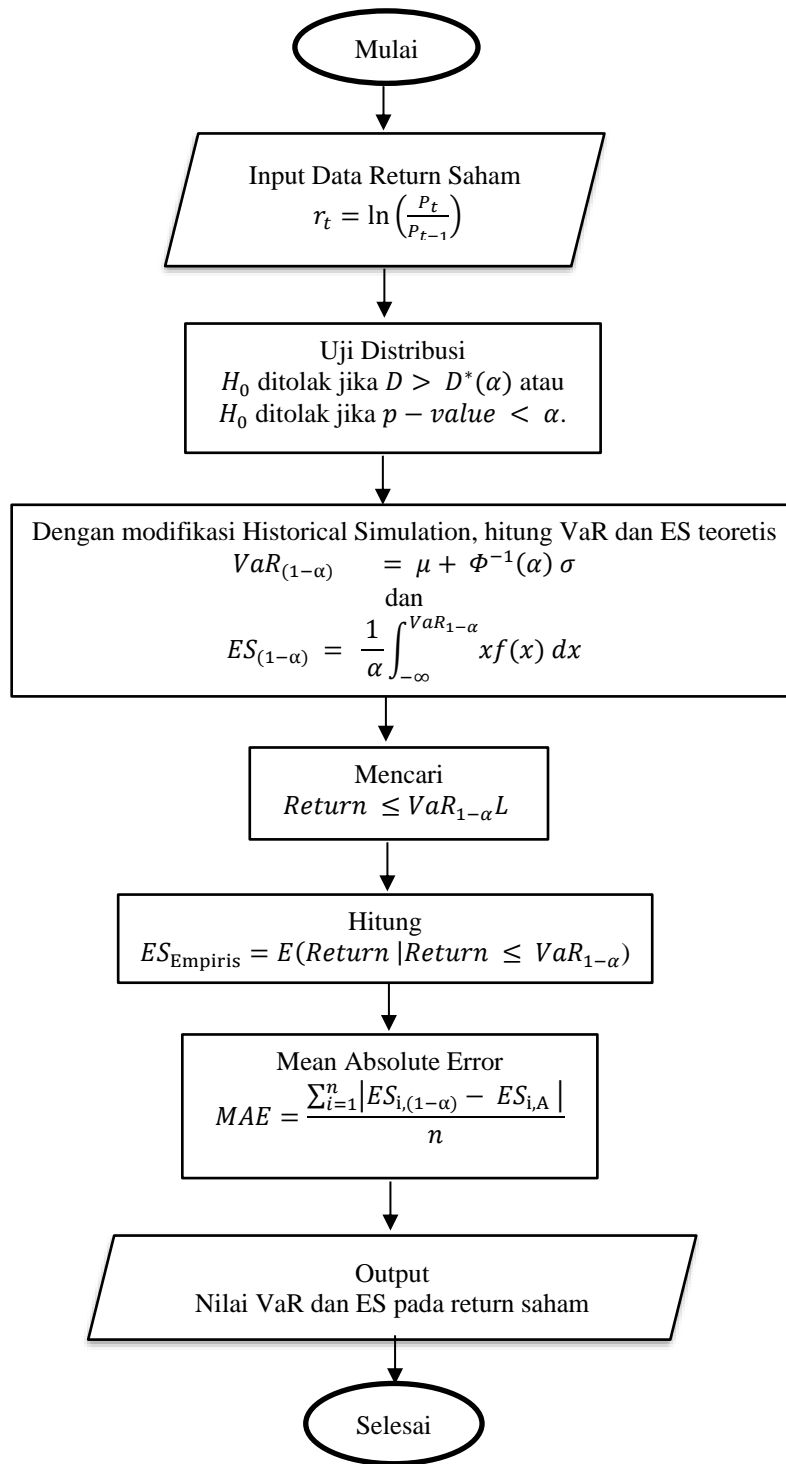 Mulai
Input Data Return Saham
r_t = ln (P_t / P_{t−1})
Uji Distribusi
H_0 ditolak jika D > D^*(α) atau
H_0 ditolak jika p − value < α.
Dengan modifikasi Historical Simulation, hitung VaR dan ES teoretis
VaR_{(1−α)} = μ + Φ^{−1}(α) σ
dan
ES_{(1−α)} = 1/α ∫_{−∞}^{VaR_{1−α}} xf(x) dx
Mencari
Return ≤ VaR_{1−α}L
Hitung
ES_{Empiris} = E(Return |Return ≤ VaR_{1−α})
Mean Absolute Error
MAE = ∑_{i=1}^{n}|ES_{i,(1−α)} − ES_{i,A} | / n
Output
Nilai VaR dan ES pada return saham
Selesai